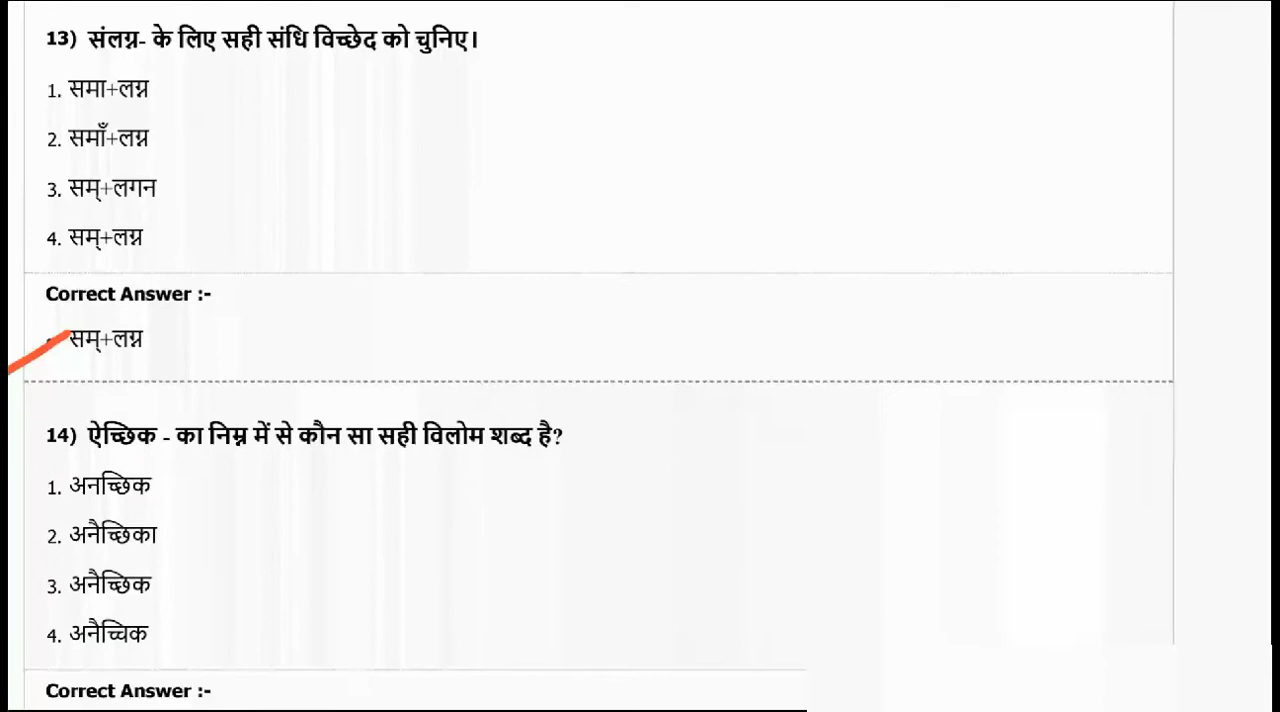 13) संलग्न- के लिए सही संधि विच्छेद को चुनिए।
1. समा+लग्न
2. समाँ+लग्न
3. सम्+लगन
4. सम्+लग्न
Correct Answer :-
सम्+लग्न
14) ऐच्छिक - का निम्न में से कौन सा सही विलोम शब्द है?
1. अनच्छिक
2. अनैच्छिका
3. अनैच्छिक
4. अनैच्चिक
Correct Answer :-